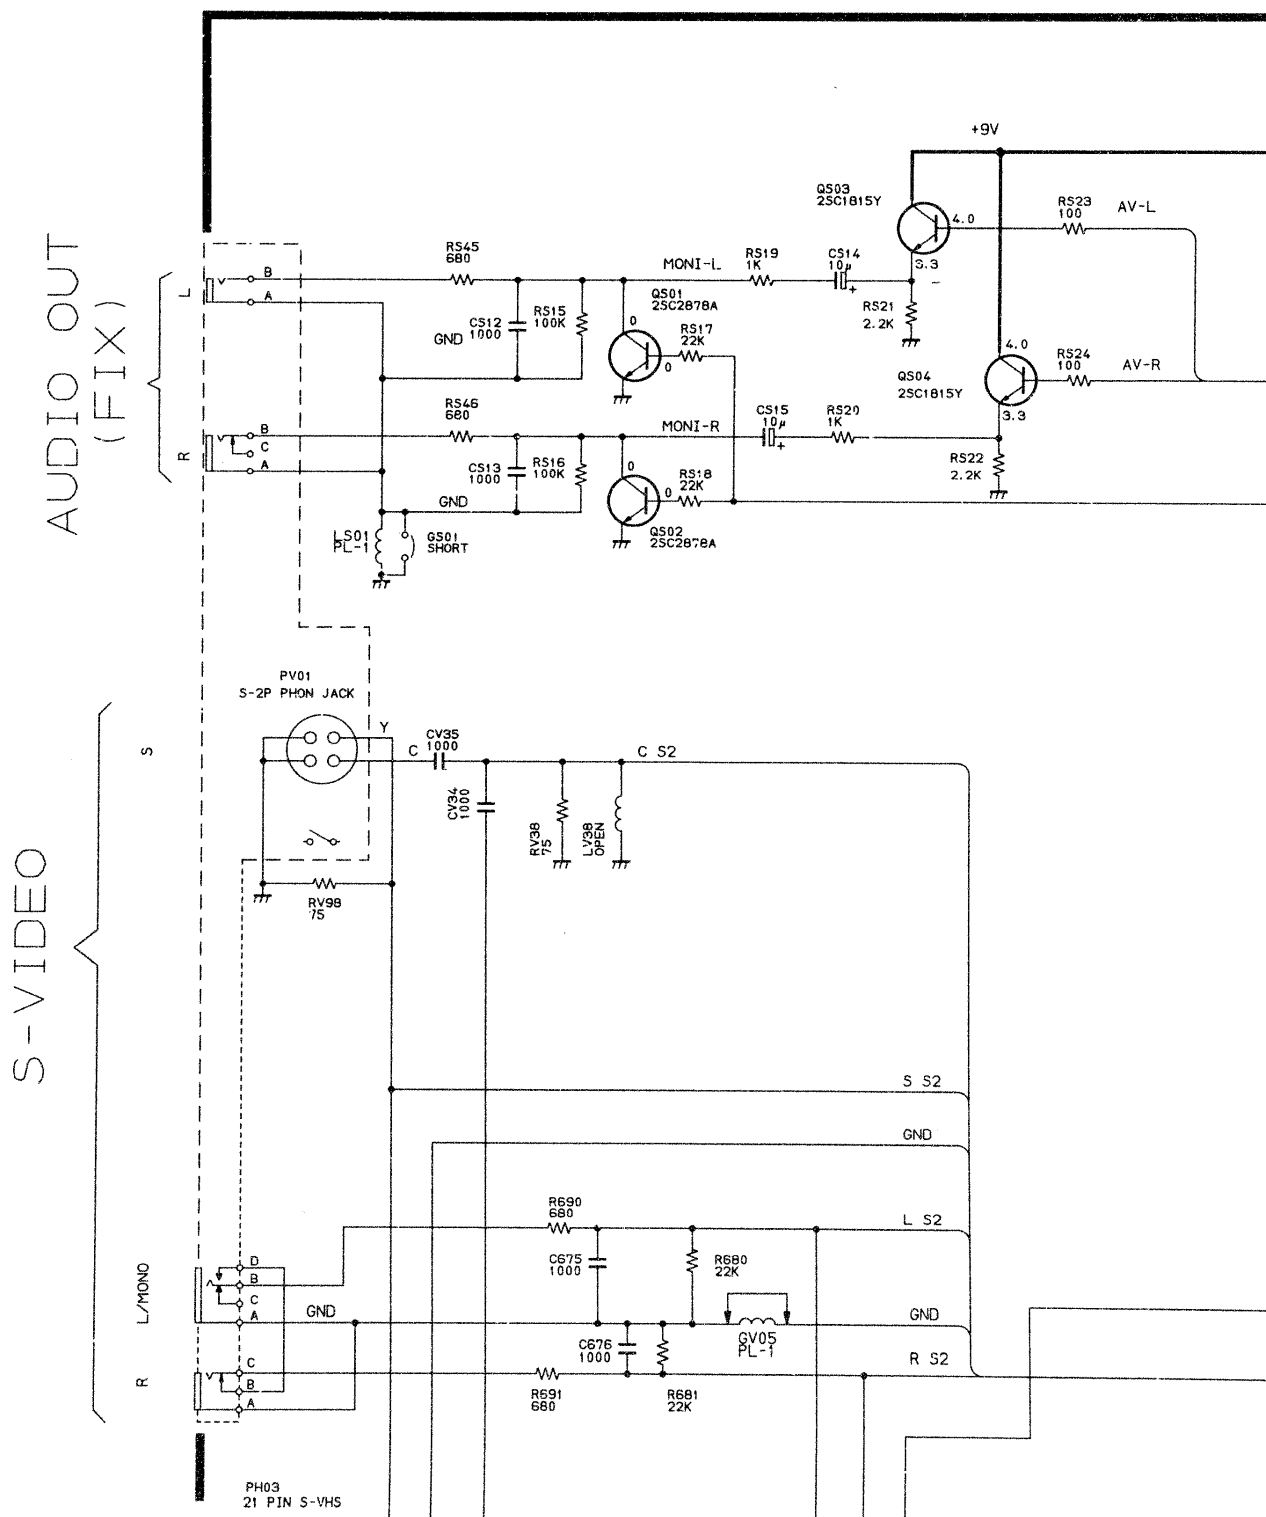 +9V
QS03
2SC1815Y
4.0
RS23
100
AV-L
3.3
AUDIO OUT
(FIX)
L
B
A
RS45
680
MONI-L
RS19
1K
CS14
10μ
+
-
RS21
2.2K
CS12
1000
RS15
100K
GND
QS01
2SC2878A
0
RS17
22K
0
4.0
RS24
100
AV-R
QS04
2SC1815Y
3.3
R
B
C
A
RS46
680
MONI-R
CS15
10μ
+
RS20
1K
RS22
2.2K
CS13
1000
RS16
100K
GND
0
RS18
22K
0
QS02
2SC2878A
LS01
PL-1
GS01
SHORT
PV01
S-2P PHON JACK
S-VIDEO
S
Y
C
CV35
1000
C S2
CV34
1000
RV38
75
LV38
OPEN
RV98
75
S S2
GND
R690
680
L S2
L/MONO
D
B
C
A
GND
C675
1000
R680
22K
GND
C676
1000
GV05
PL-1
R
C
B
A
R S2
R691
680
R681
22K
PH03
21 PIN S-VHS